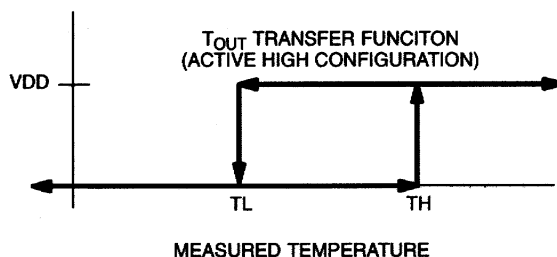 TOUT TRANSFER FUNCITON
(ACTIVE HIGH CONFIGURATION)
VDD
TL TH
MEASURED TEMPERATURE